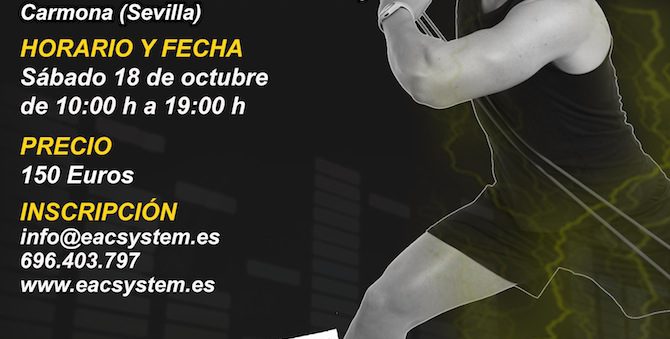 Carmona (Sevilla)
HORARIO Y FECHA
Sábado 18 de octubre
de 10:00 h a 19:00 h
PRECIO
150 Euros
INSCRIPCIÓN
info@eacsystem.es
696.403.797
www.eacsystem.es